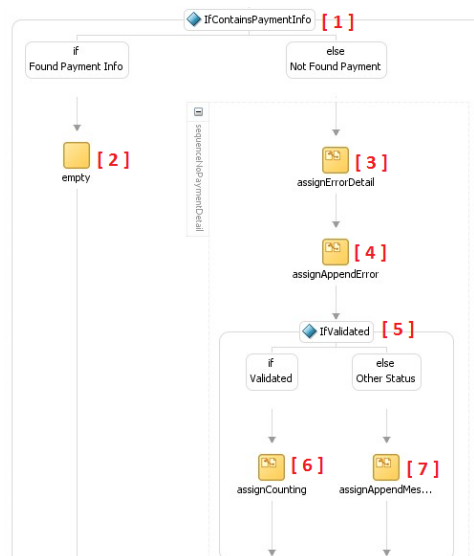 IfContainsPaymentInfo [ 1 ]
if
Found Payment Info
else
Not Found Payment
sequenceNoPaymentDetail
[ 2 ]
empty
[ 3 ]
assignErrorDetail
[ 4 ]
assignAppendError
IfValidated [ 5 ]
if
Validated
else
Other Status
[ 6 ]
assignCounting
[ 7 ]
assignAppendMes...